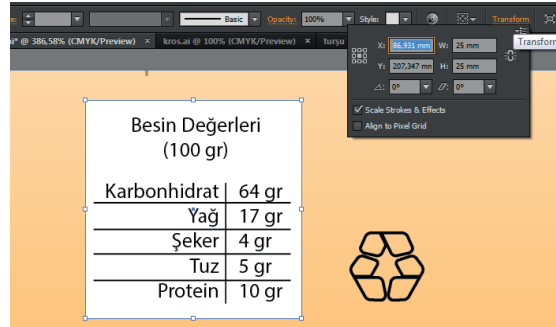 Basic Opacity: 100% Style: Transform
i* @ 386,58% (CMYK/Preview) × kros.ai @ 100% (CMYK/Preview) × turşu
Transform
X: 86,931 mm W: 25 mm
Y: 207,347 mm H: 25 mm
0° 0°
Scale Strokes & Effects
Align to Pixel Grid
Besin Değerleri
(100 gr)
Karbonhidrat 64 gr
Yağ 17 gr
Şeker 4 gr
Tuz 5 gr
Protein 10 gr